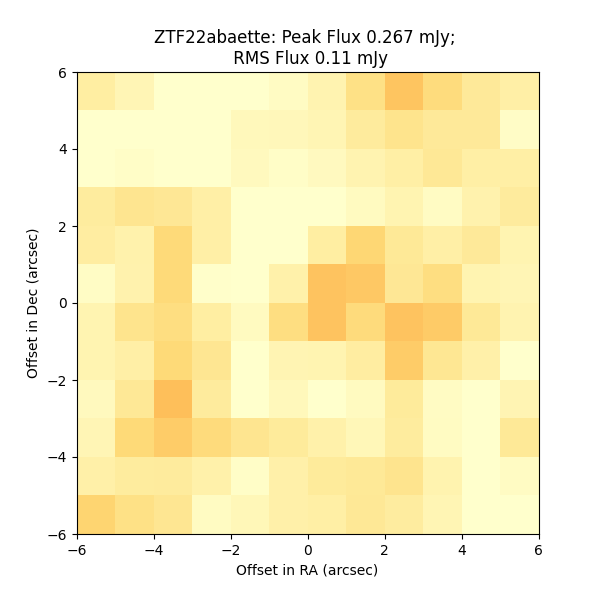 ZTF22abaette: Peak Flux 0.267 mJy;
RMS Flux 0.11 mJy
6
4
2
0
−2
−4
−6
Offset in Dec (arcsec)
−6 −4 −2 0 2 4 6
Offset in RA (arcsec)